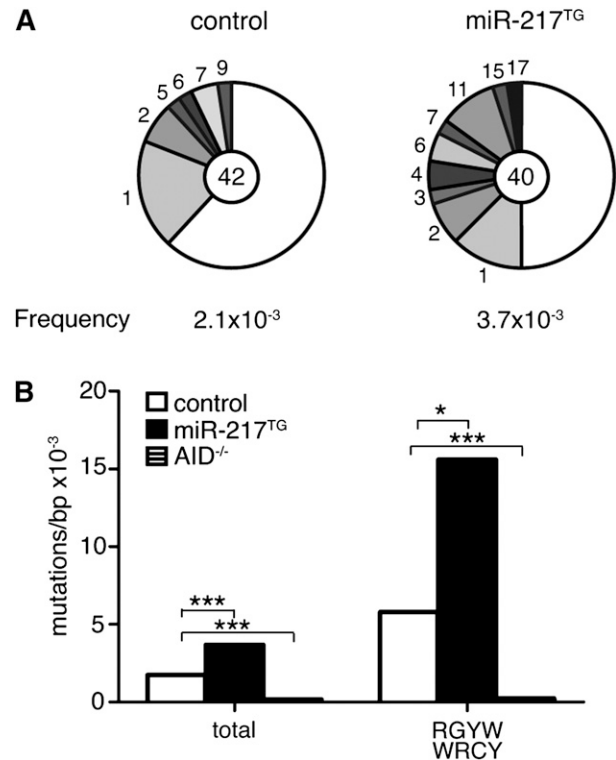 A
control
miR-217TG
1 2 5 6 7 9
42
1 2 3 4 6 7 11 15 17
40
Frequency 2.1x10-3 3.7x10-3
B
mutations/bp x10-3
20
15
10
5
0
control
miR-217TG
AID-/-
***
***
*
***
total
RGYW
WRCY